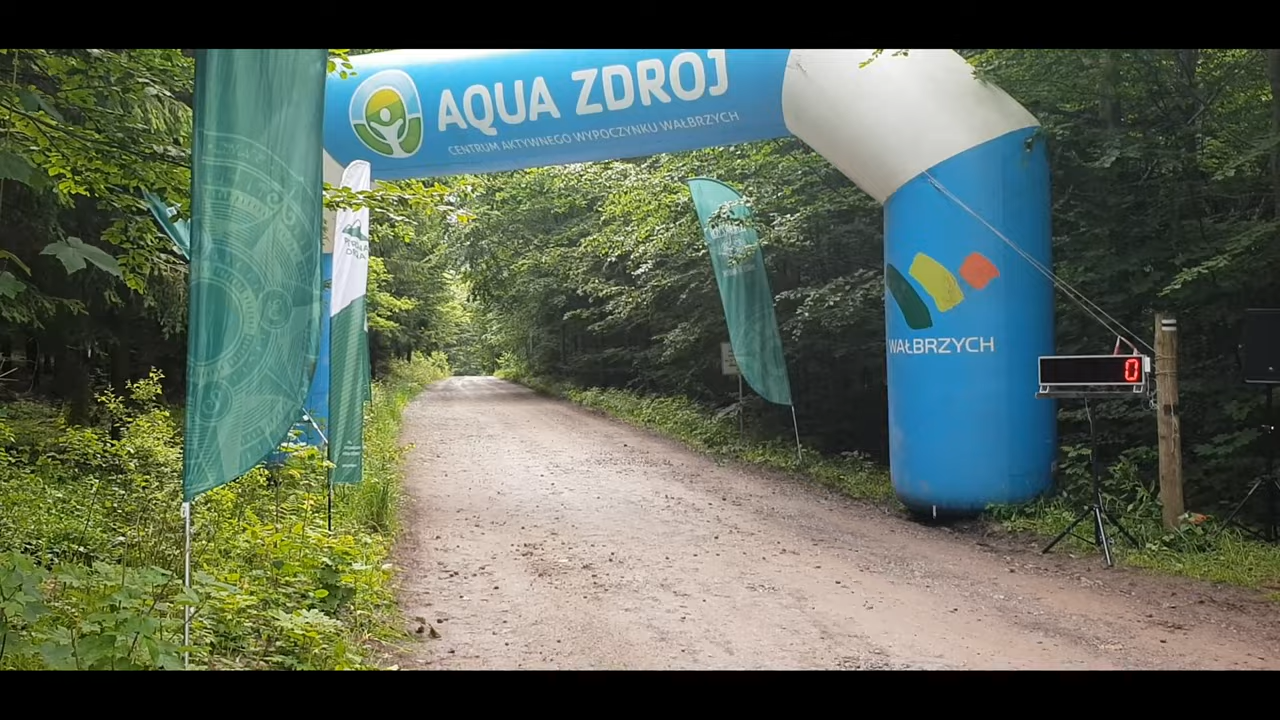 AQUA ZDROJ
CENTRUM AKTYWNEGO WYPOCZYNKU WAŁBRZYCH
WAŁBRZYCH
0